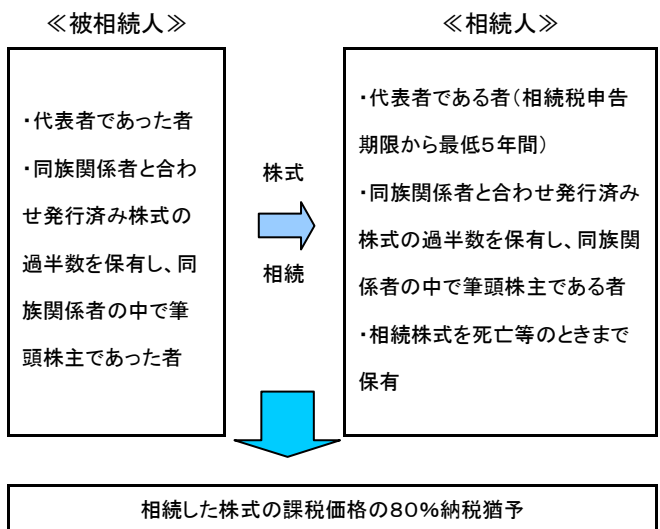 ≪被相続人≫
・代表者であった者
・同族関係者と合わ
せ発行済み株式の
過半数を保有し、同
族関係者の中で筆
頭株主であった者
株式
相続
≪相続人≫
・代表者である者(相続税申告
期限から最低5年間)
・同族関係者と合わせ発行済み
株式の過半数を保有し、同族関
係者の中で筆頭株主である者
・相続株式を死亡等のときまで
保有
相続した株式の課税価格の80%納税猶予